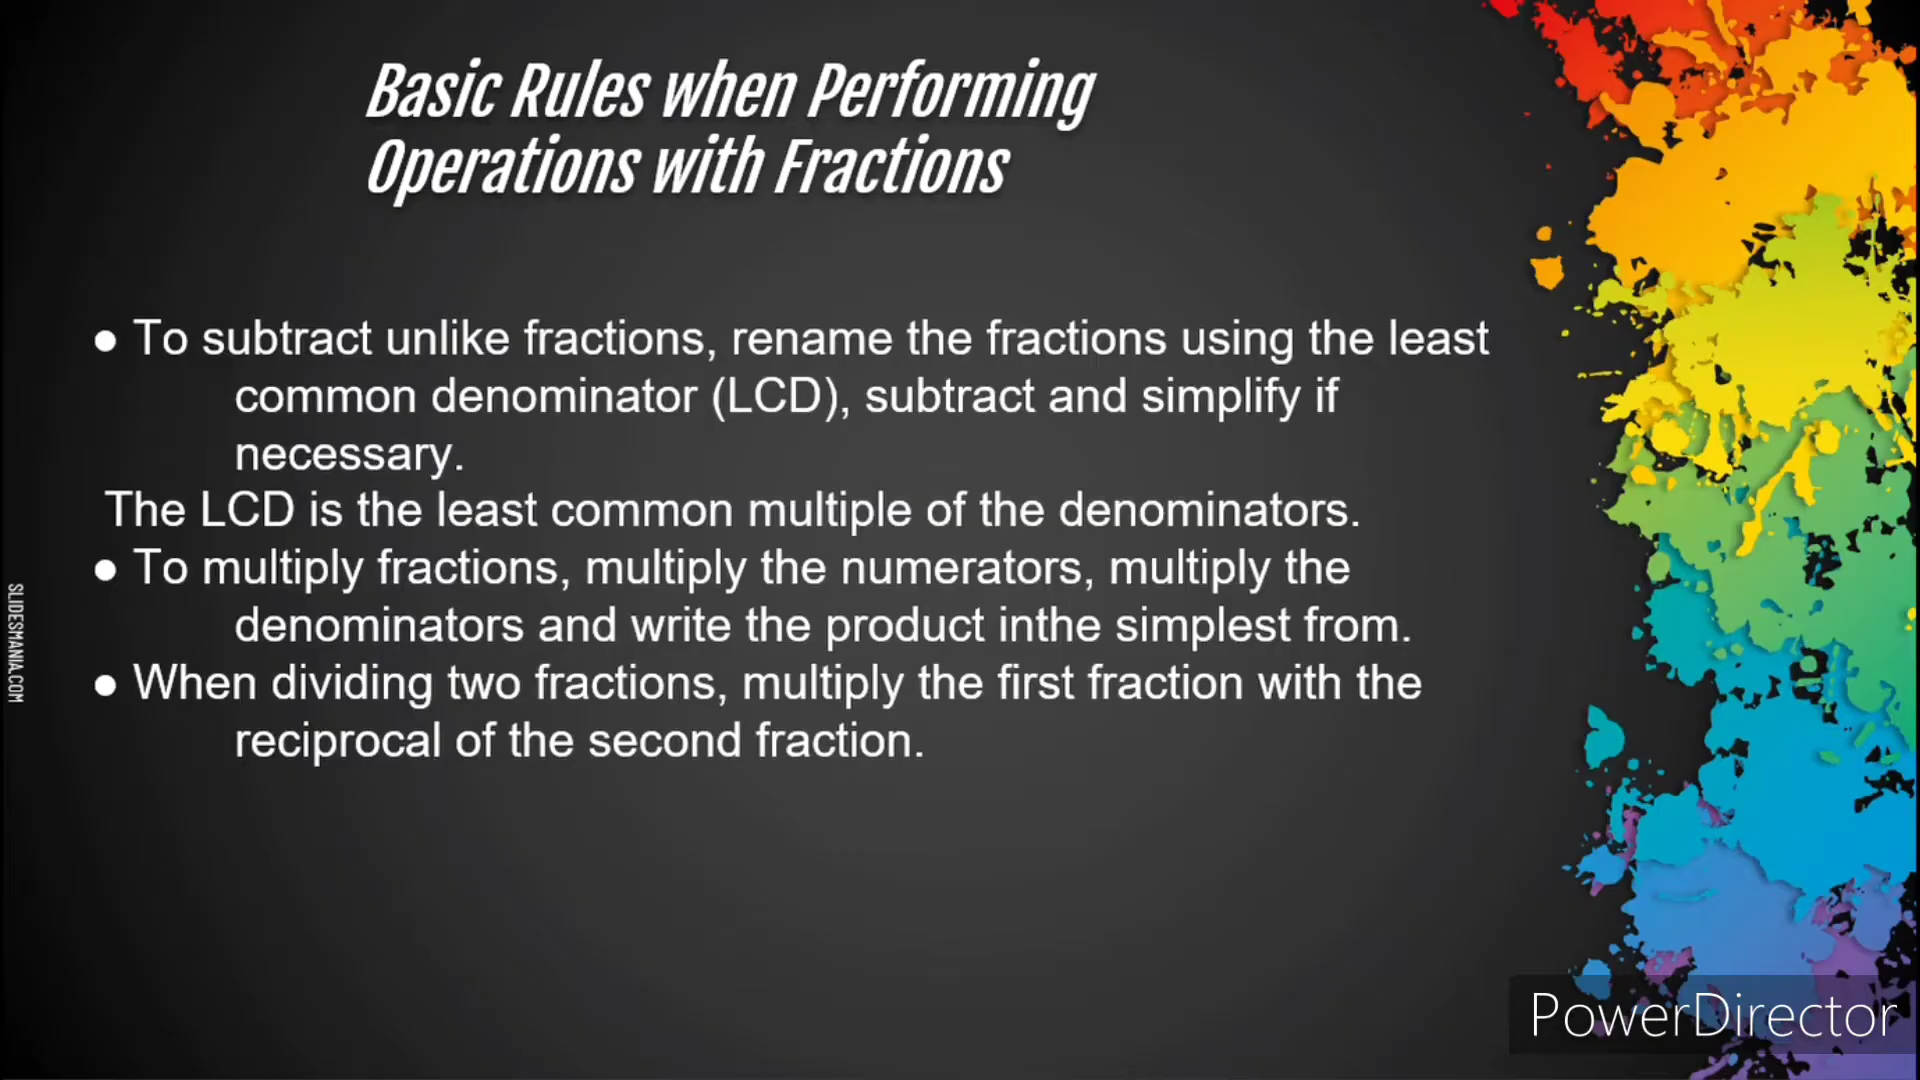 Basic Rules when Performing
Operations with Fractions
● To subtract unlike fractions, rename the fractions using the least
common denominator (LCD), subtract and simplify if
necessary.
The LCD is the least common multiple of the denominators.
● To multiply fractions, multiply the numerators, multiply the
denominators and write the product inthe simplest from.
● When dividing two fractions, multiply the first fraction with the
reciprocal of the second fraction.
SLIDESMANIA.COM
PowerDirector